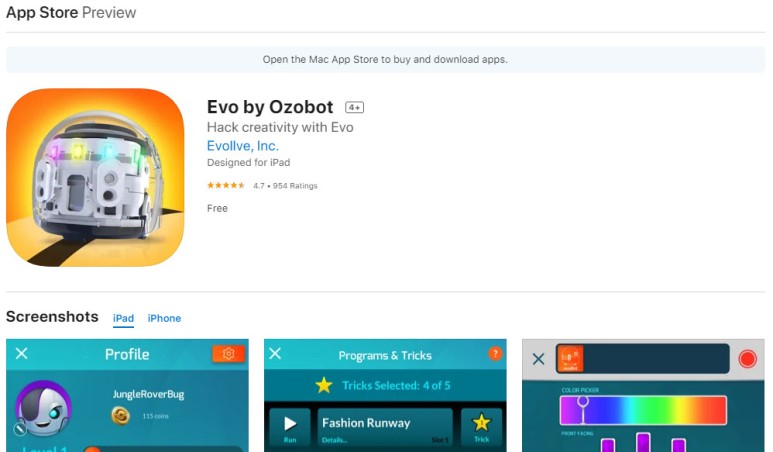 App Store Preview
Open the Mac App Store to buy and download apps.
Evo by Ozobot 4+
Hack creativity with Evo
Evollve, Inc.
Designed for iPad
4.7 • 954 Ratings
Free
Screenshots iPad iPhone
Profile
JungleRoverBug
115 coins
Level 1
Programs & Tricks ?
Tricks Selected: 4 of 5
Run
Fashion Runway
Details... Slot 1
Trick
COLOR PICKER
FRONT FACING